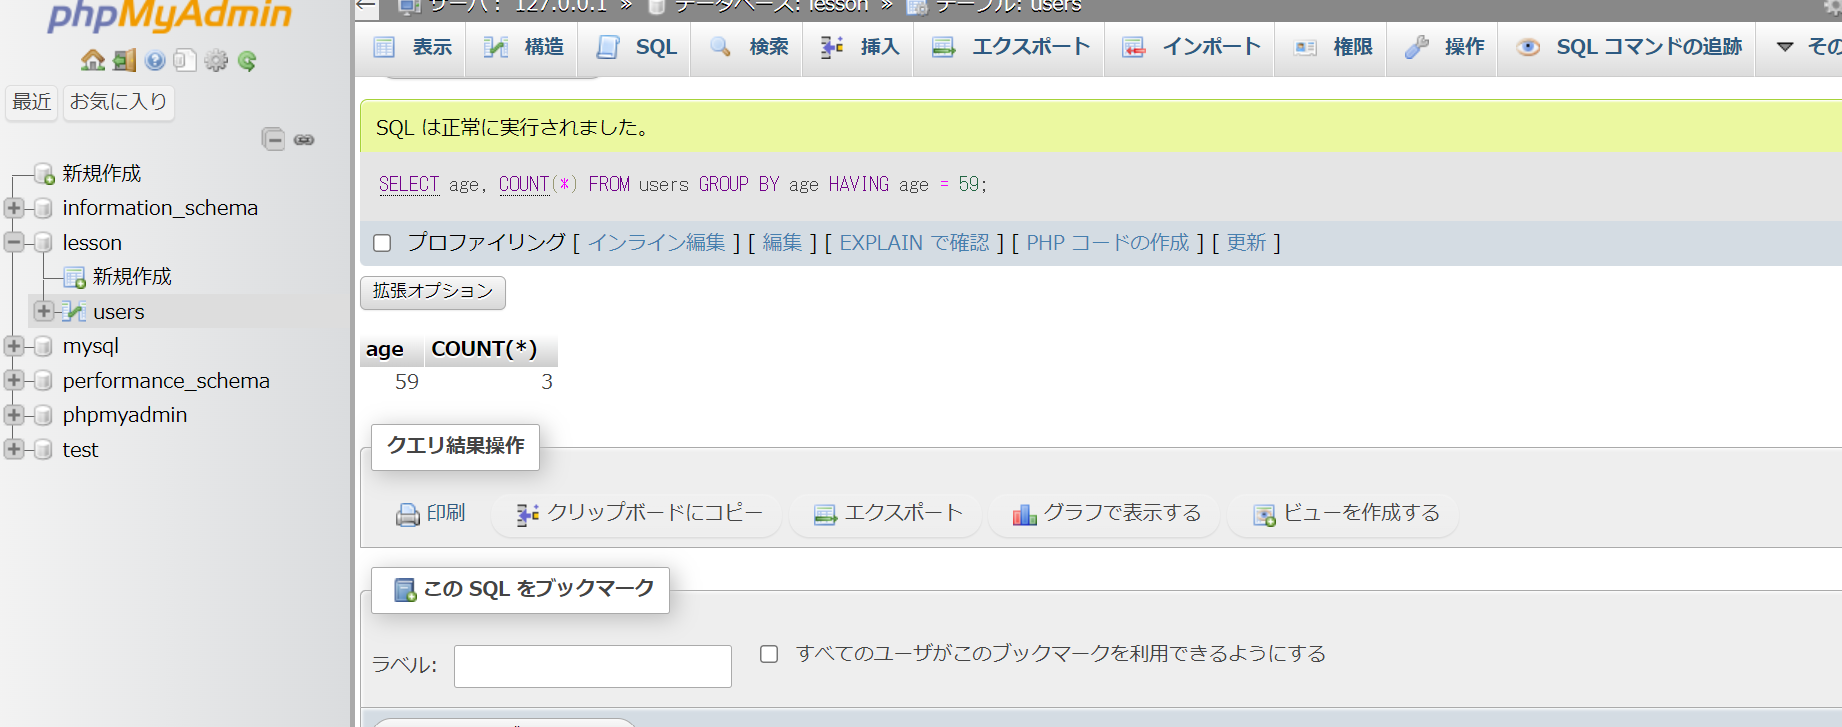 phpMyAdmin
最近 お気に入り
新規作成
information_schema
lesson
新規作成
users
mysql
performance_schema
phpmyadmin
test
サーバ: 127.0.0.1 » データベース: lesson » テーブル: users
表示 構造 SQL 検索 挿入 エクスポート インポート 権限 操作 SQL コマンドの追跡 その
SQL は正常に実行されました。
SELECT age, COUNT(*) FROM users GROUP BY age HAVING age = 59;
プロファイリング [ インライン編集 ] [ 編集 ] [ EXPLAIN で確認 ] [ PHP コードの作成 ] [ 更新 ]
拡張オプション
age COUNT(*)
59 3
クエリ結果操作
印刷 クリップボードにコピー エクスポート グラフで表示する ビューを作成する
この SQL をブックマーク
ラベル: すべてのユーザがこのブックマークを利用できるようにする